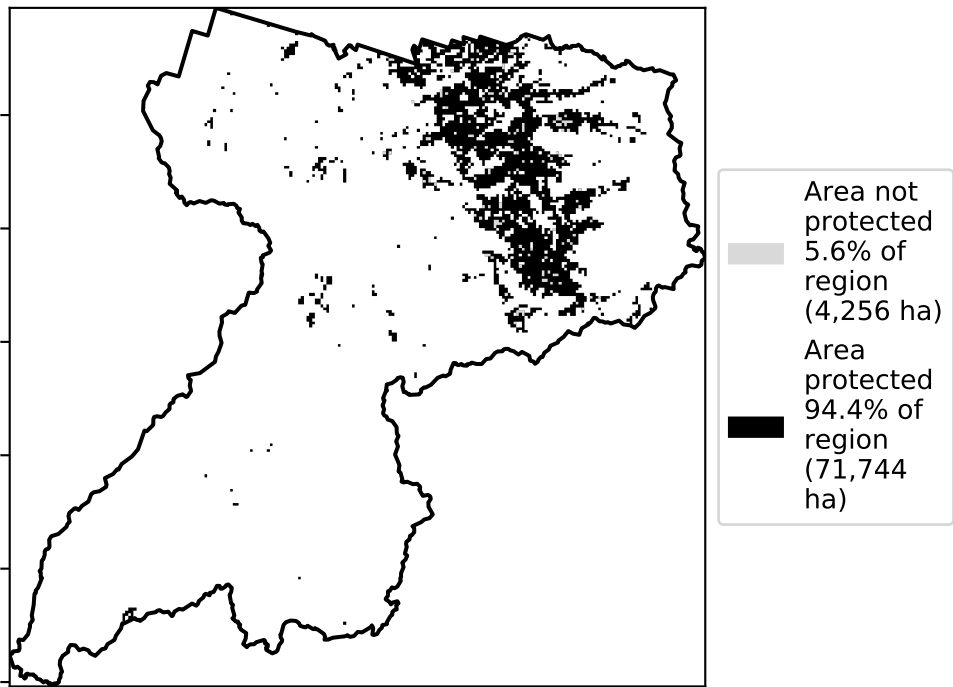 Area not
protected
5.6% of
region
(4,256 ha)
Area
protected
94.4% of
region
(71,744
ha)